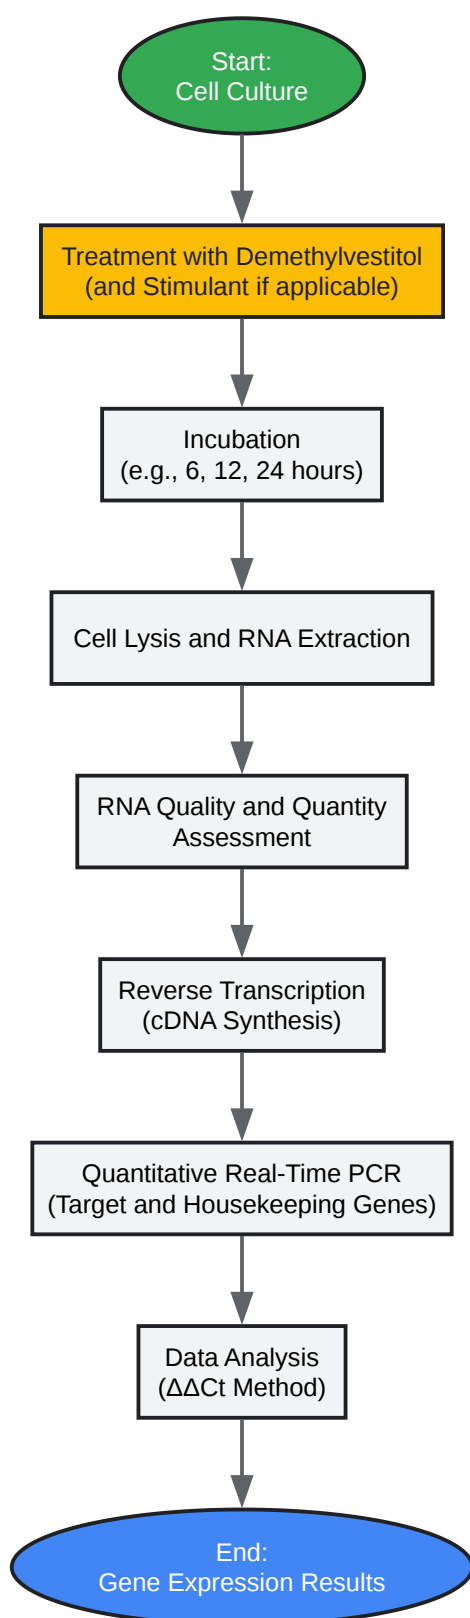 Start:
Cell Culture
Treatment with Demethylvestitol
(and Stimulant if applicable)
Incubation
(e.g., 6, 12, 24 hours)
Cell Lysis and RNA Extraction
RNA Quality and Quantity
Assessment
Reverse Transcription
(cDNA Synthesis)
Quantitative Real-Time PCR
(Target and Housekeeping Genes)
Data Analysis
(ΔΔCt Method)
End:
Gene Expression Results